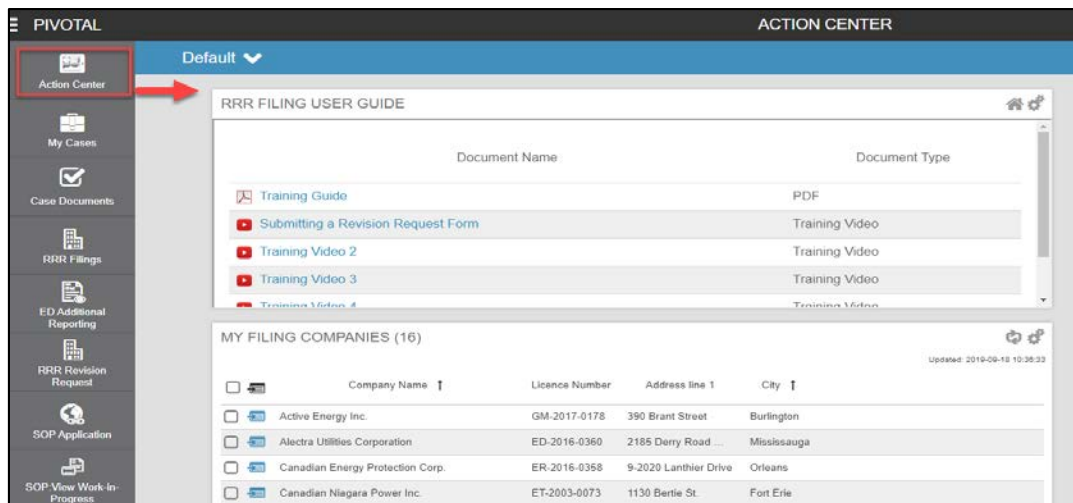 PIVOTAL
ACTION CENTER
Action Center
My Cases
Case Documents
RRR Filings
ED Additional
Reporting
RRR Revision
Request
SOP Application
SOP:View Work-in-
Progress
Default
RRR FILING USER GUIDE
Document Name Document Type
Training Guide PDF
Submitting a Revision Request Form Training Video
Training Video 2 Training Video
Training Video 3 Training Video
Training Video 4 Training Video
MY FILING COMPANIES (16)
Updated: 2019-09-18 10:36:33
Company Name Licence Number Address line 1 City
Active Energy Inc. GM-2017-0178 390 Brant Street Burlington
Alectra Utilities Corporation ED-2016-0360 2185 Derry Road ... Mississauga
Canadian Energy Protection Corp. ER-2016-0358 9-2020 Lanthier Drive Orleans
Canadian Niagara Power Inc. ET-2003-0073 1130 Bertie St. Fort Erie